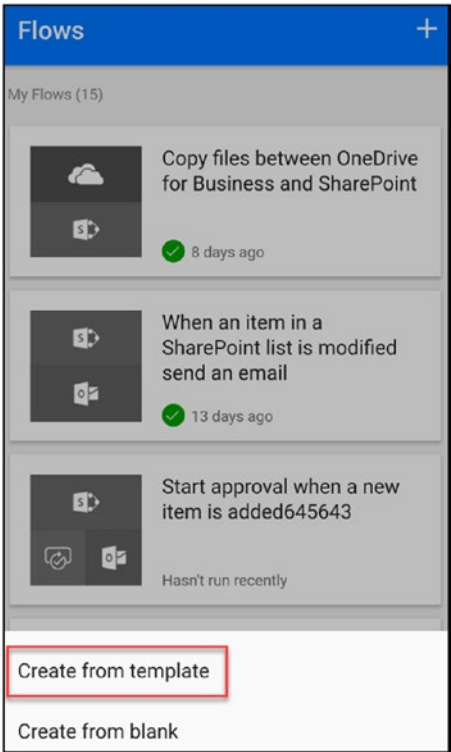 Flows
+
My Flows (15)
Copy files between OneDrive
for Business and SharePoint
8 days ago
When an item in a
SharePoint list is modified
send an email
13 days ago
Start approval when a new
item is added645643
Hasn't run recently
Create from template
Create from blank